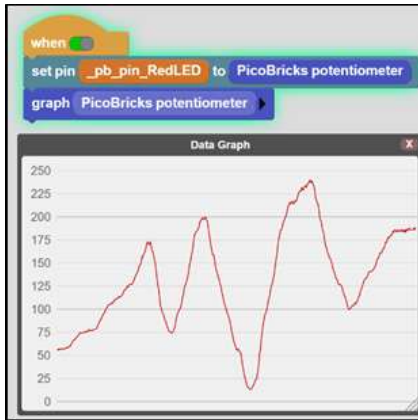 when
set pin _pb_pin_RedLED to PicoBricks potentiometer
graph PicoBricks potentiometer
Data Graph X
250
225
200
175
150
125
100
75
50
25
0